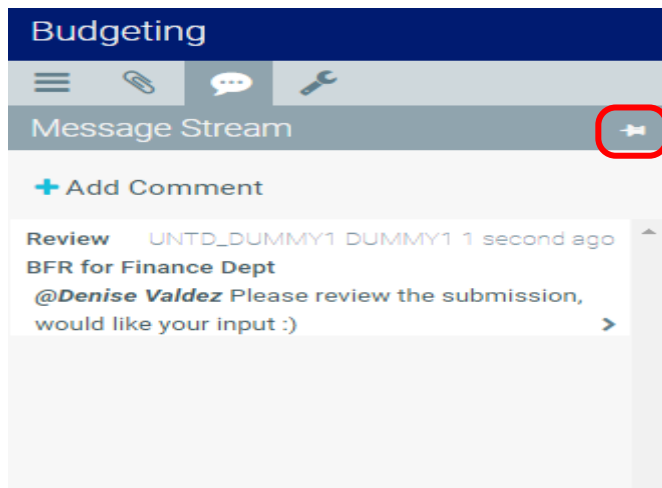 Budgeting
Message Stream
+ Add Comment
Review UNTD_DUMMY1 DUMMY1 1 second ago
BFR for Finance Dept
@Denise Valdez Please review the submission,
would like your input :)